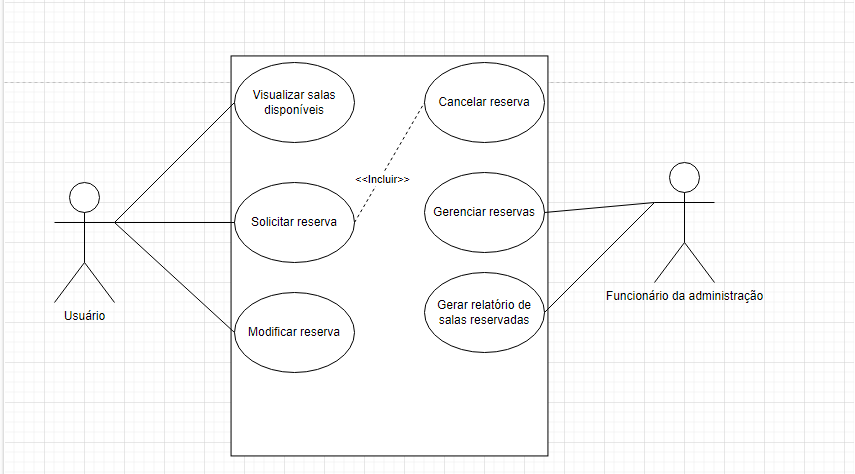 Visualizar salas
disponíveis
Cancelar reserva
<<Incluir>>
Solicitar reserva
Gerenciar reservas
Funcionário da administração
Usuário
Gerar relatório de
salas reservadas
Modificar reserva